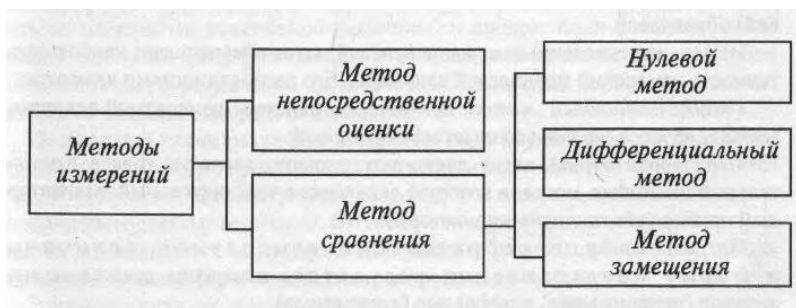 Методы
измерений
Метод
непосредственной
оценки
Метод
сравнения
Нулевой
метод
Дифференциальный
метод
Метод
замещения